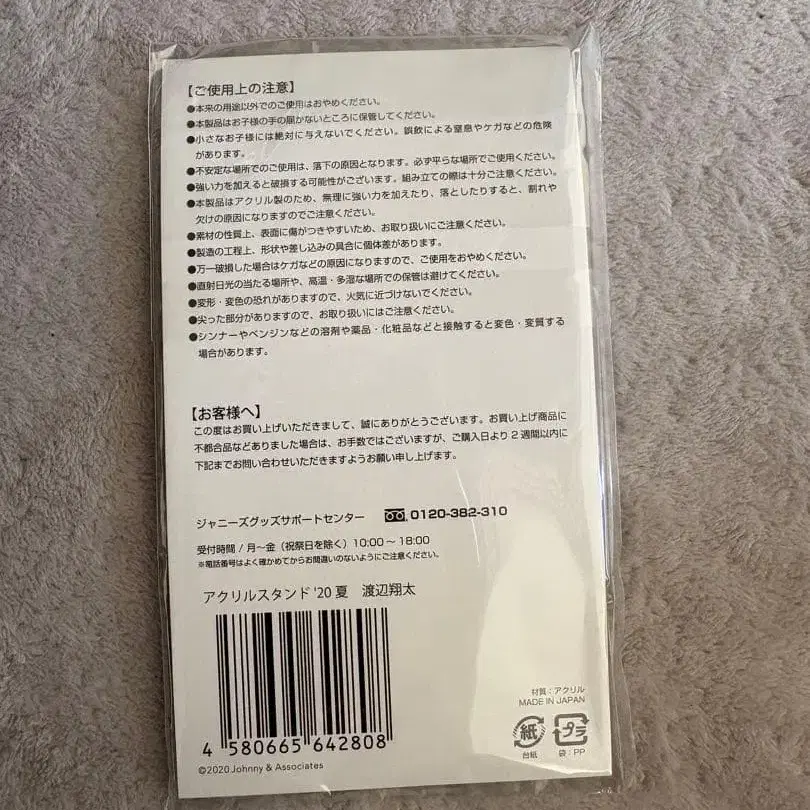 【ご使用上の注意】
●本来の用途以外でのご使用はおやめください。
●本製品はお子様の手の届かないところに保管してください。
●小さなお子様には絶対に与えないでください。誤飲による窒息やケガなどの危険
があります。
●不安定な場所でのご使用は、落下の原因となります。必ず平らな場所でご使用ください。
●強い力を加えると破損する可能性がございます。組み立ての際は十分ご注意ください。
●本製品はアクリル製のため、無理に強い力を加えたり、落としたりすると、割れや
欠けの原因になりますのでご注意ください。
●素材の性質上、表面に傷がつきやすいため、お取り扱いにご注意ください。
●製造の工程上、形状や差し込みの具合に個体差があります。
●万一破損した場合はケガなどの原因になりますので、ご使用をおやめください。
●直射日光の当たる場所や、高温・多湿な場所での保管は避けてください。
●変形・変色の恐れがありますので、火気に近づけないでください。
●尖った部分がありますので、お取り扱いにはご注意ください。
●シンナーやベンジンなどの溶剤や薬品・化粧品などと接触すると変色・変質する
場合があります。
【お客様へ】
この度はお買い上げいただきまして、誠にありがとうございます。お買い上げ商品に
不都合品などありました場合は、お手数ではございますが、ご購入日より2週間以内に
下記までお問い合わせいただきますようお願い申し上げます。
ジャニーズグッズサポートセンター 0120-382-310
受付時間/月〜金(祝祭日を除く)10:00〜18:00
※電話番号はよく確かめてからお間違いのないようにご注意ください。
アクリルスタンド '20 夏 渡辺翔太
4 580665 642808
©2020 Johnny & Associates
材質:アクリル
MADE IN JAPAN
紙 プラ
台紙 袋:PP